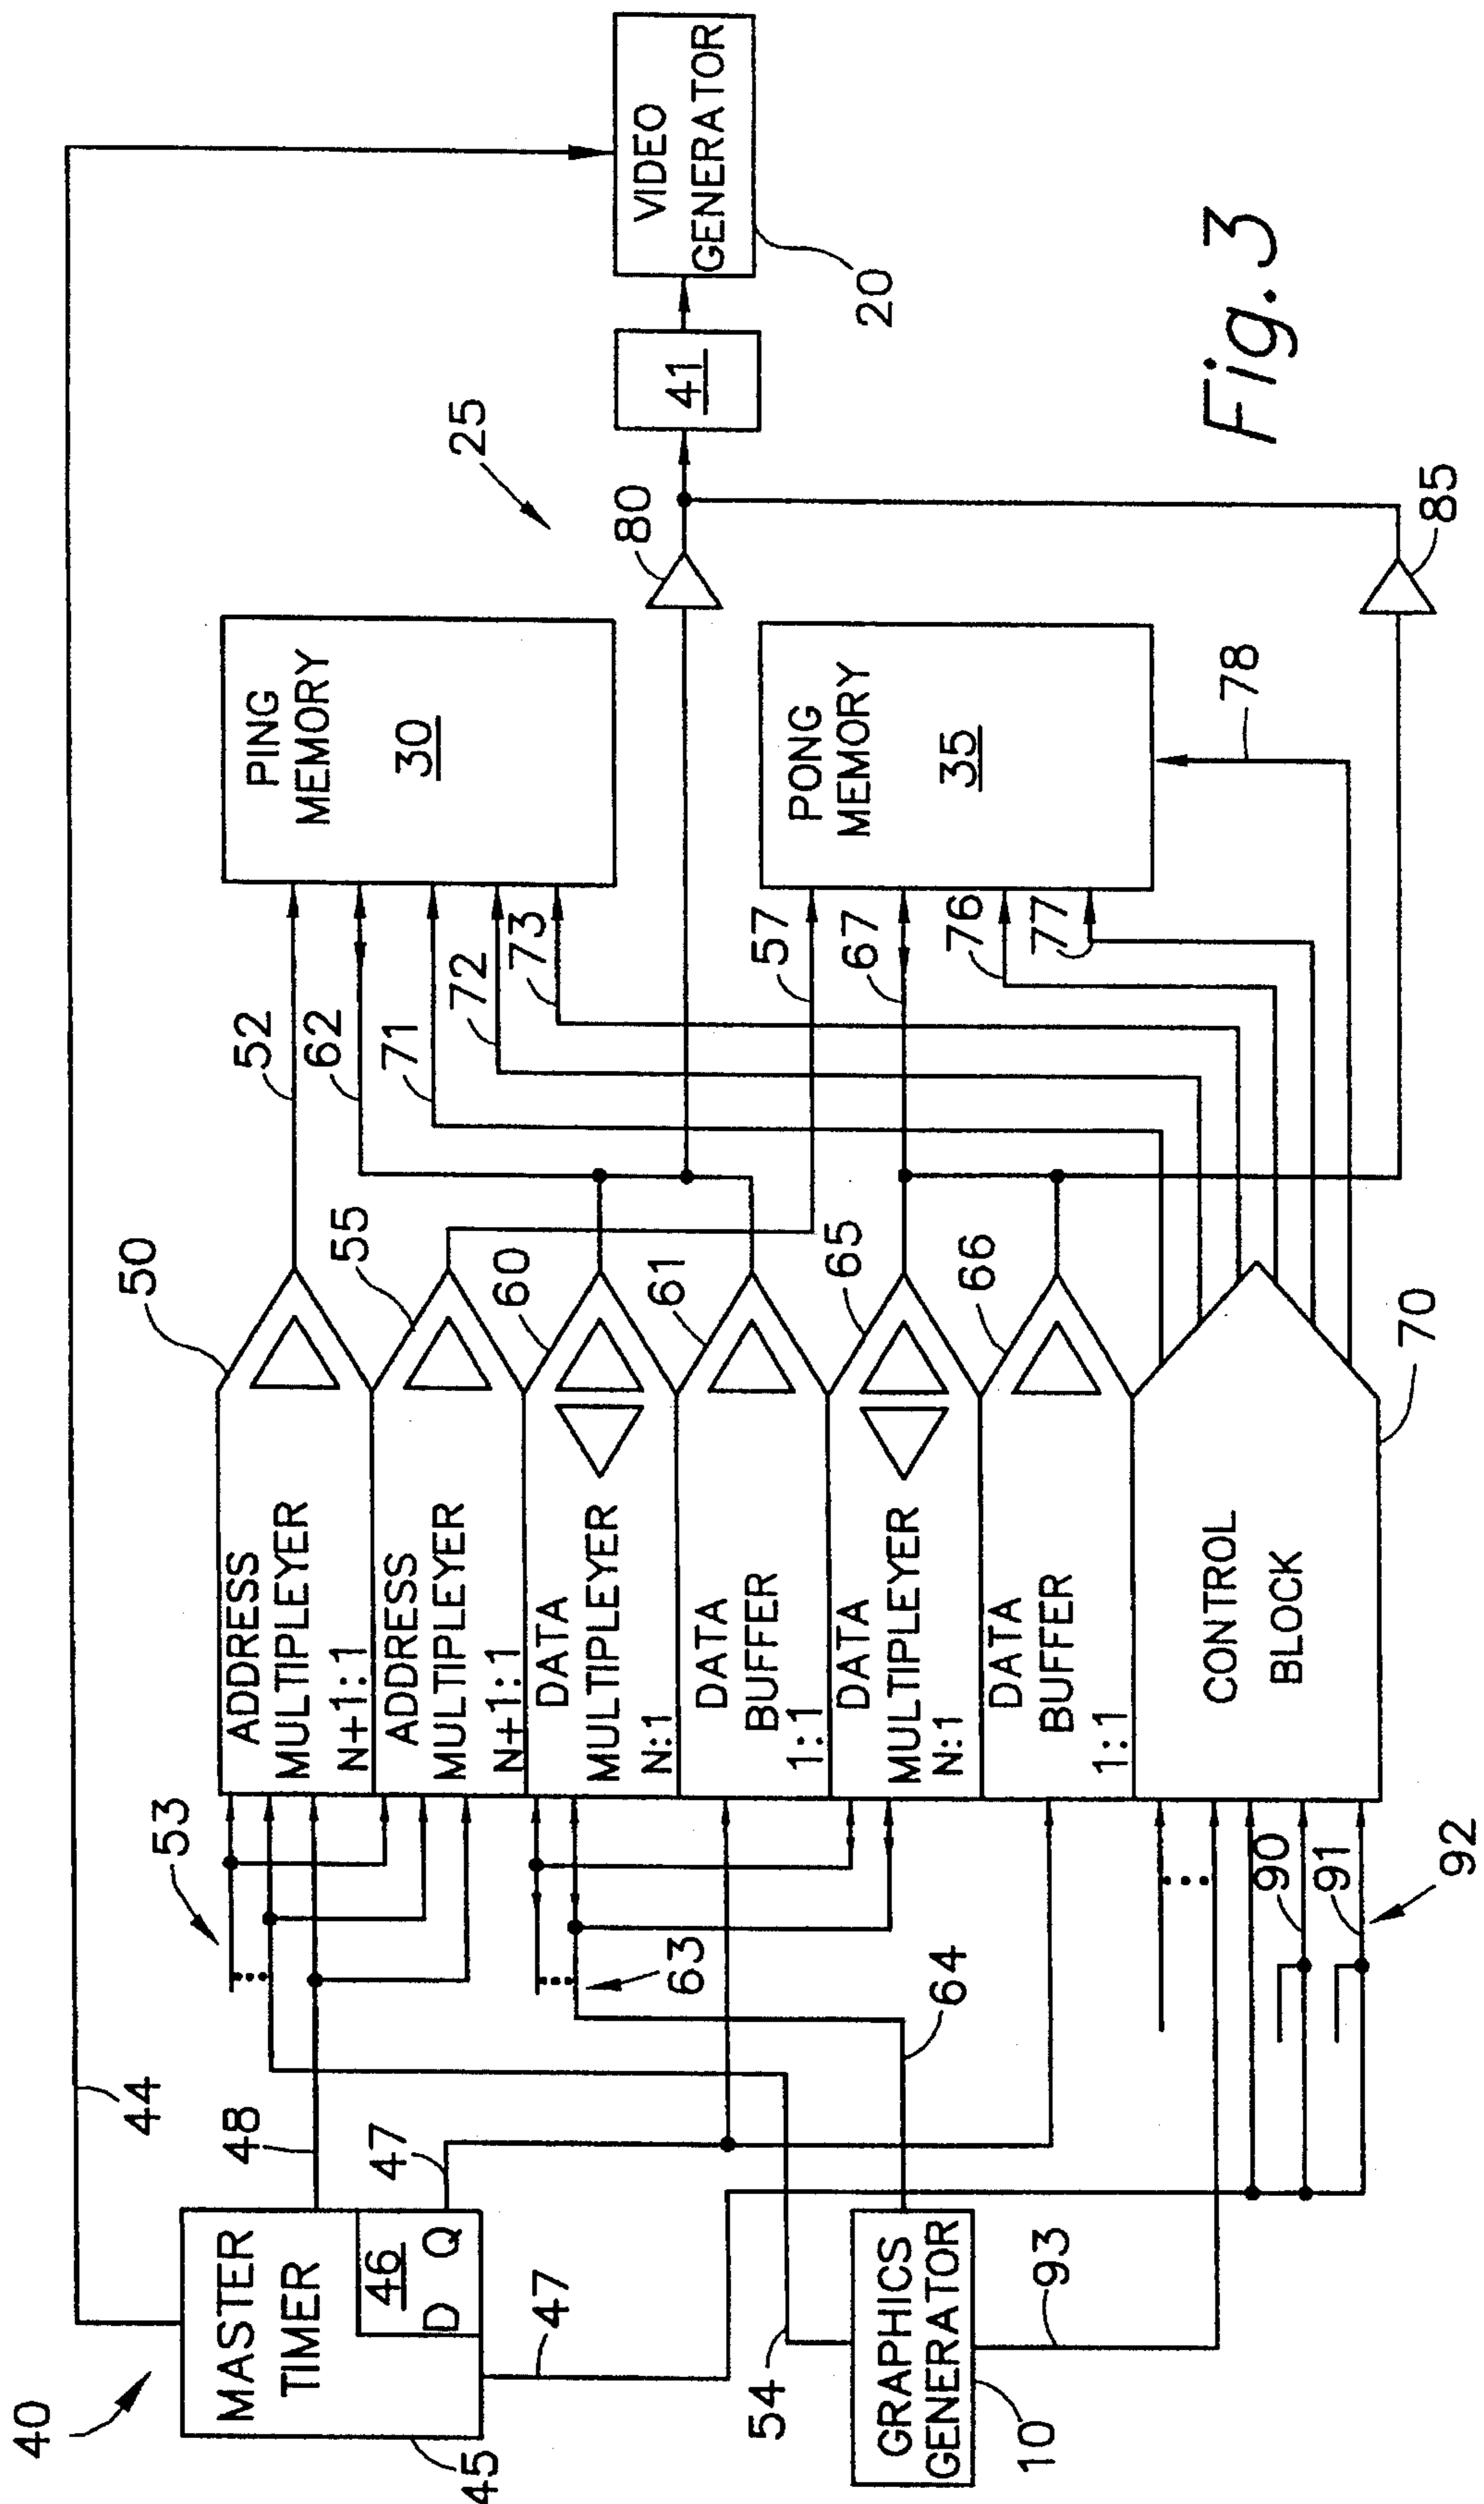 40
MASTER
TIMER
46
D Q
45
44
48
47
47
54
GRAPHICS
GENERATOR
10
93
64
53
63
90
91
92
ADDRESS
MULTIPLEYER
N+1:1
ADDRESS
MULTIPLEYER
N+1:1
DATA
MULTIPLEYER
N:1
DATA
BUFFER
1:1
DATA
MULTIPLEYER
N:1
DATA
BUFFER
1:1
CONTROL
BLOCK
50
55
60
61
65
66
70
52
62
71
72
73
57
67
76
77
78
PING
MEMORY
30
PONG
MEMORY
35
25
80
85
41
VIDEO
GENERATOR
20
Fig. 3